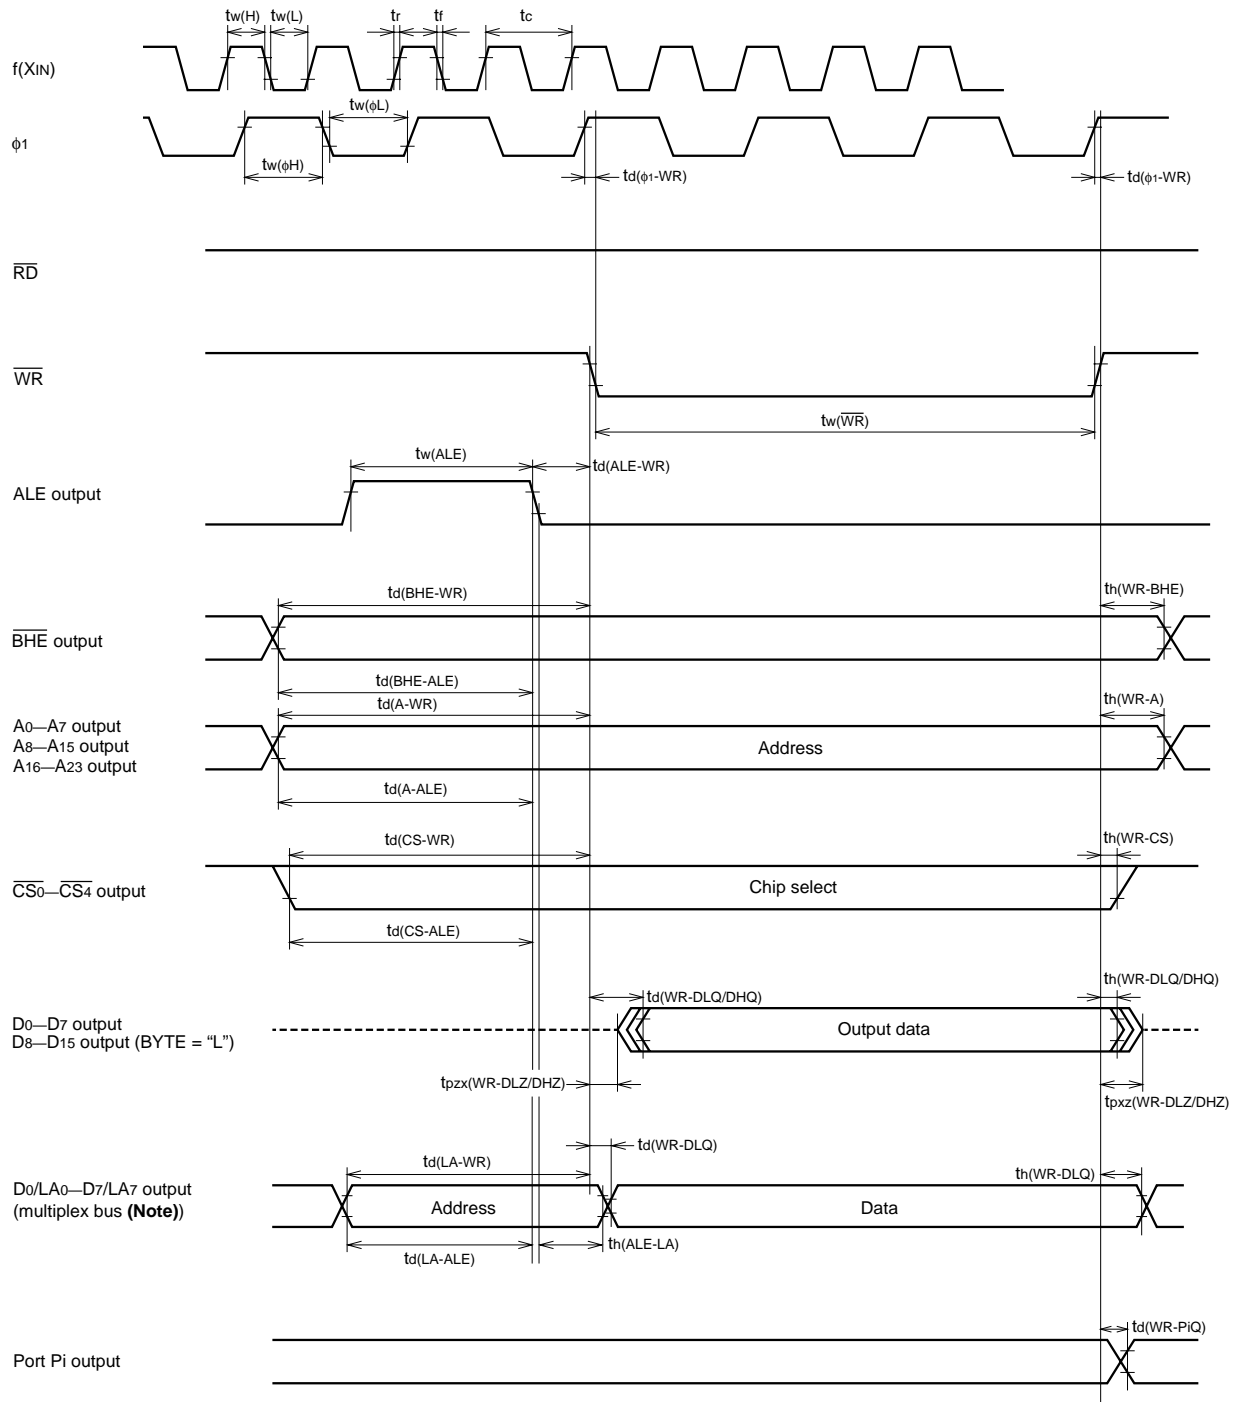 tw(H) tw(L) tr tf tc
f(XIN)
tw(ϕL)
ϕ1
tw(ϕH)
td(ϕ1-WR) td(ϕ1-WR)
RD
WR
tw(WR)
tw(ALE)
td(ALE-WR)
ALE output
td(BHE-WR) th(WR-BHE)
BHE output
td(BHE-ALE)
td(A-WR) th(WR-A)
A0—A7 output
A8—A15 output Address
A16—A23 output
td(A-ALE)
td(CS-WR) th(WR-CS)
CS0—CS4 output Chip select
td(CS-ALE)
th(WR-DLQ/DHQ)
td(WR-DLQ/DHQ)
D0—D7 output Output data
D8—D15 output (BYTE = “L”)
tpzx(WR-DLZ/DHZ)
tpxz(WR-DLZ/DHZ)
td(WR-DLQ)
td(LA-WR) th(WR-DLQ)
D0/LA0—D7/LA7 output
(multiplex bus (Note)) Address Data
th(ALE-LA)
td(LA-ALE)
td(WR-PiQ)
Port Pi output